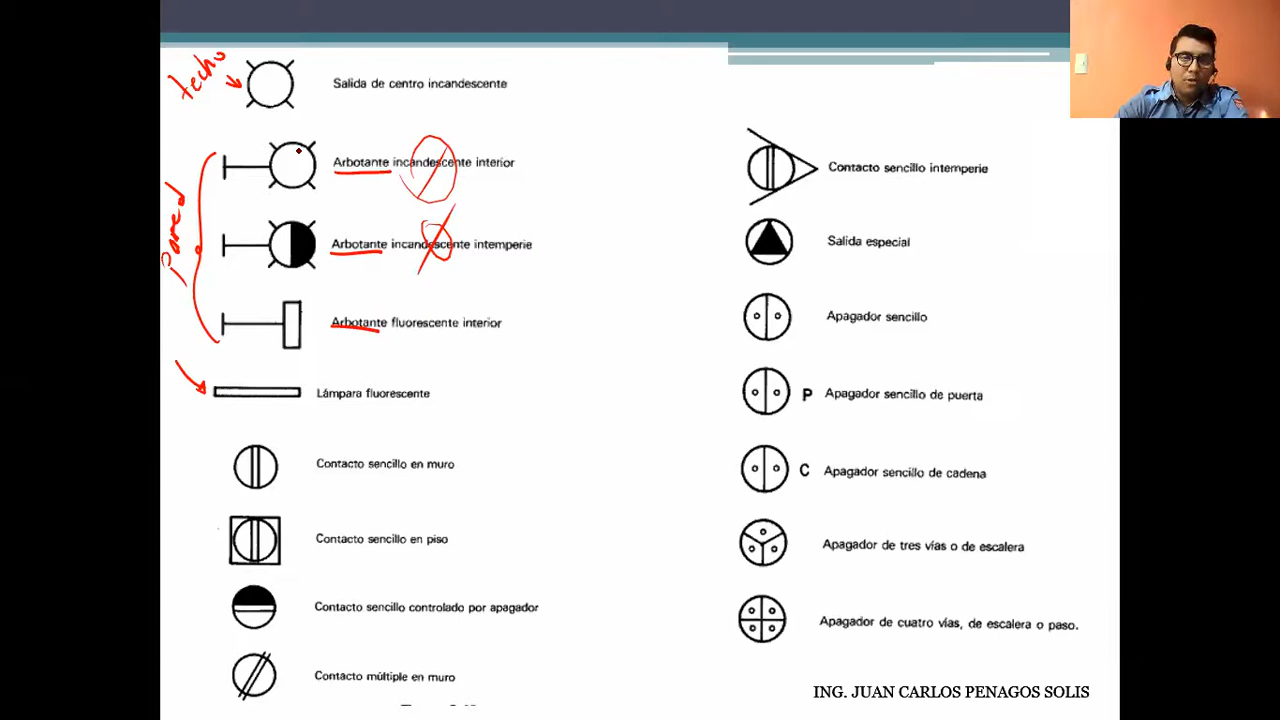 techo
Salida de centro incandescente
Arbotante incandescente interior
Pared
Arbotante incandescente intemperie
Arbotante fluorescente interior
Lámpara fluorescente
Contacto sencillo en muro
Contacto sencillo en piso
Contacto sencillo controlado por apagador
Contacto múltiple en muro
Contacto sencillo intemperie
Salida especial
Apagador sencillo
P Apagador sencillo de puerta
C Apagador sencillo de cadena
Apagador de tres vías o de escalera
Apagador de cuatro vías, de escalera o paso.
ING. JUAN CARLOS PENAGOS SOLIS